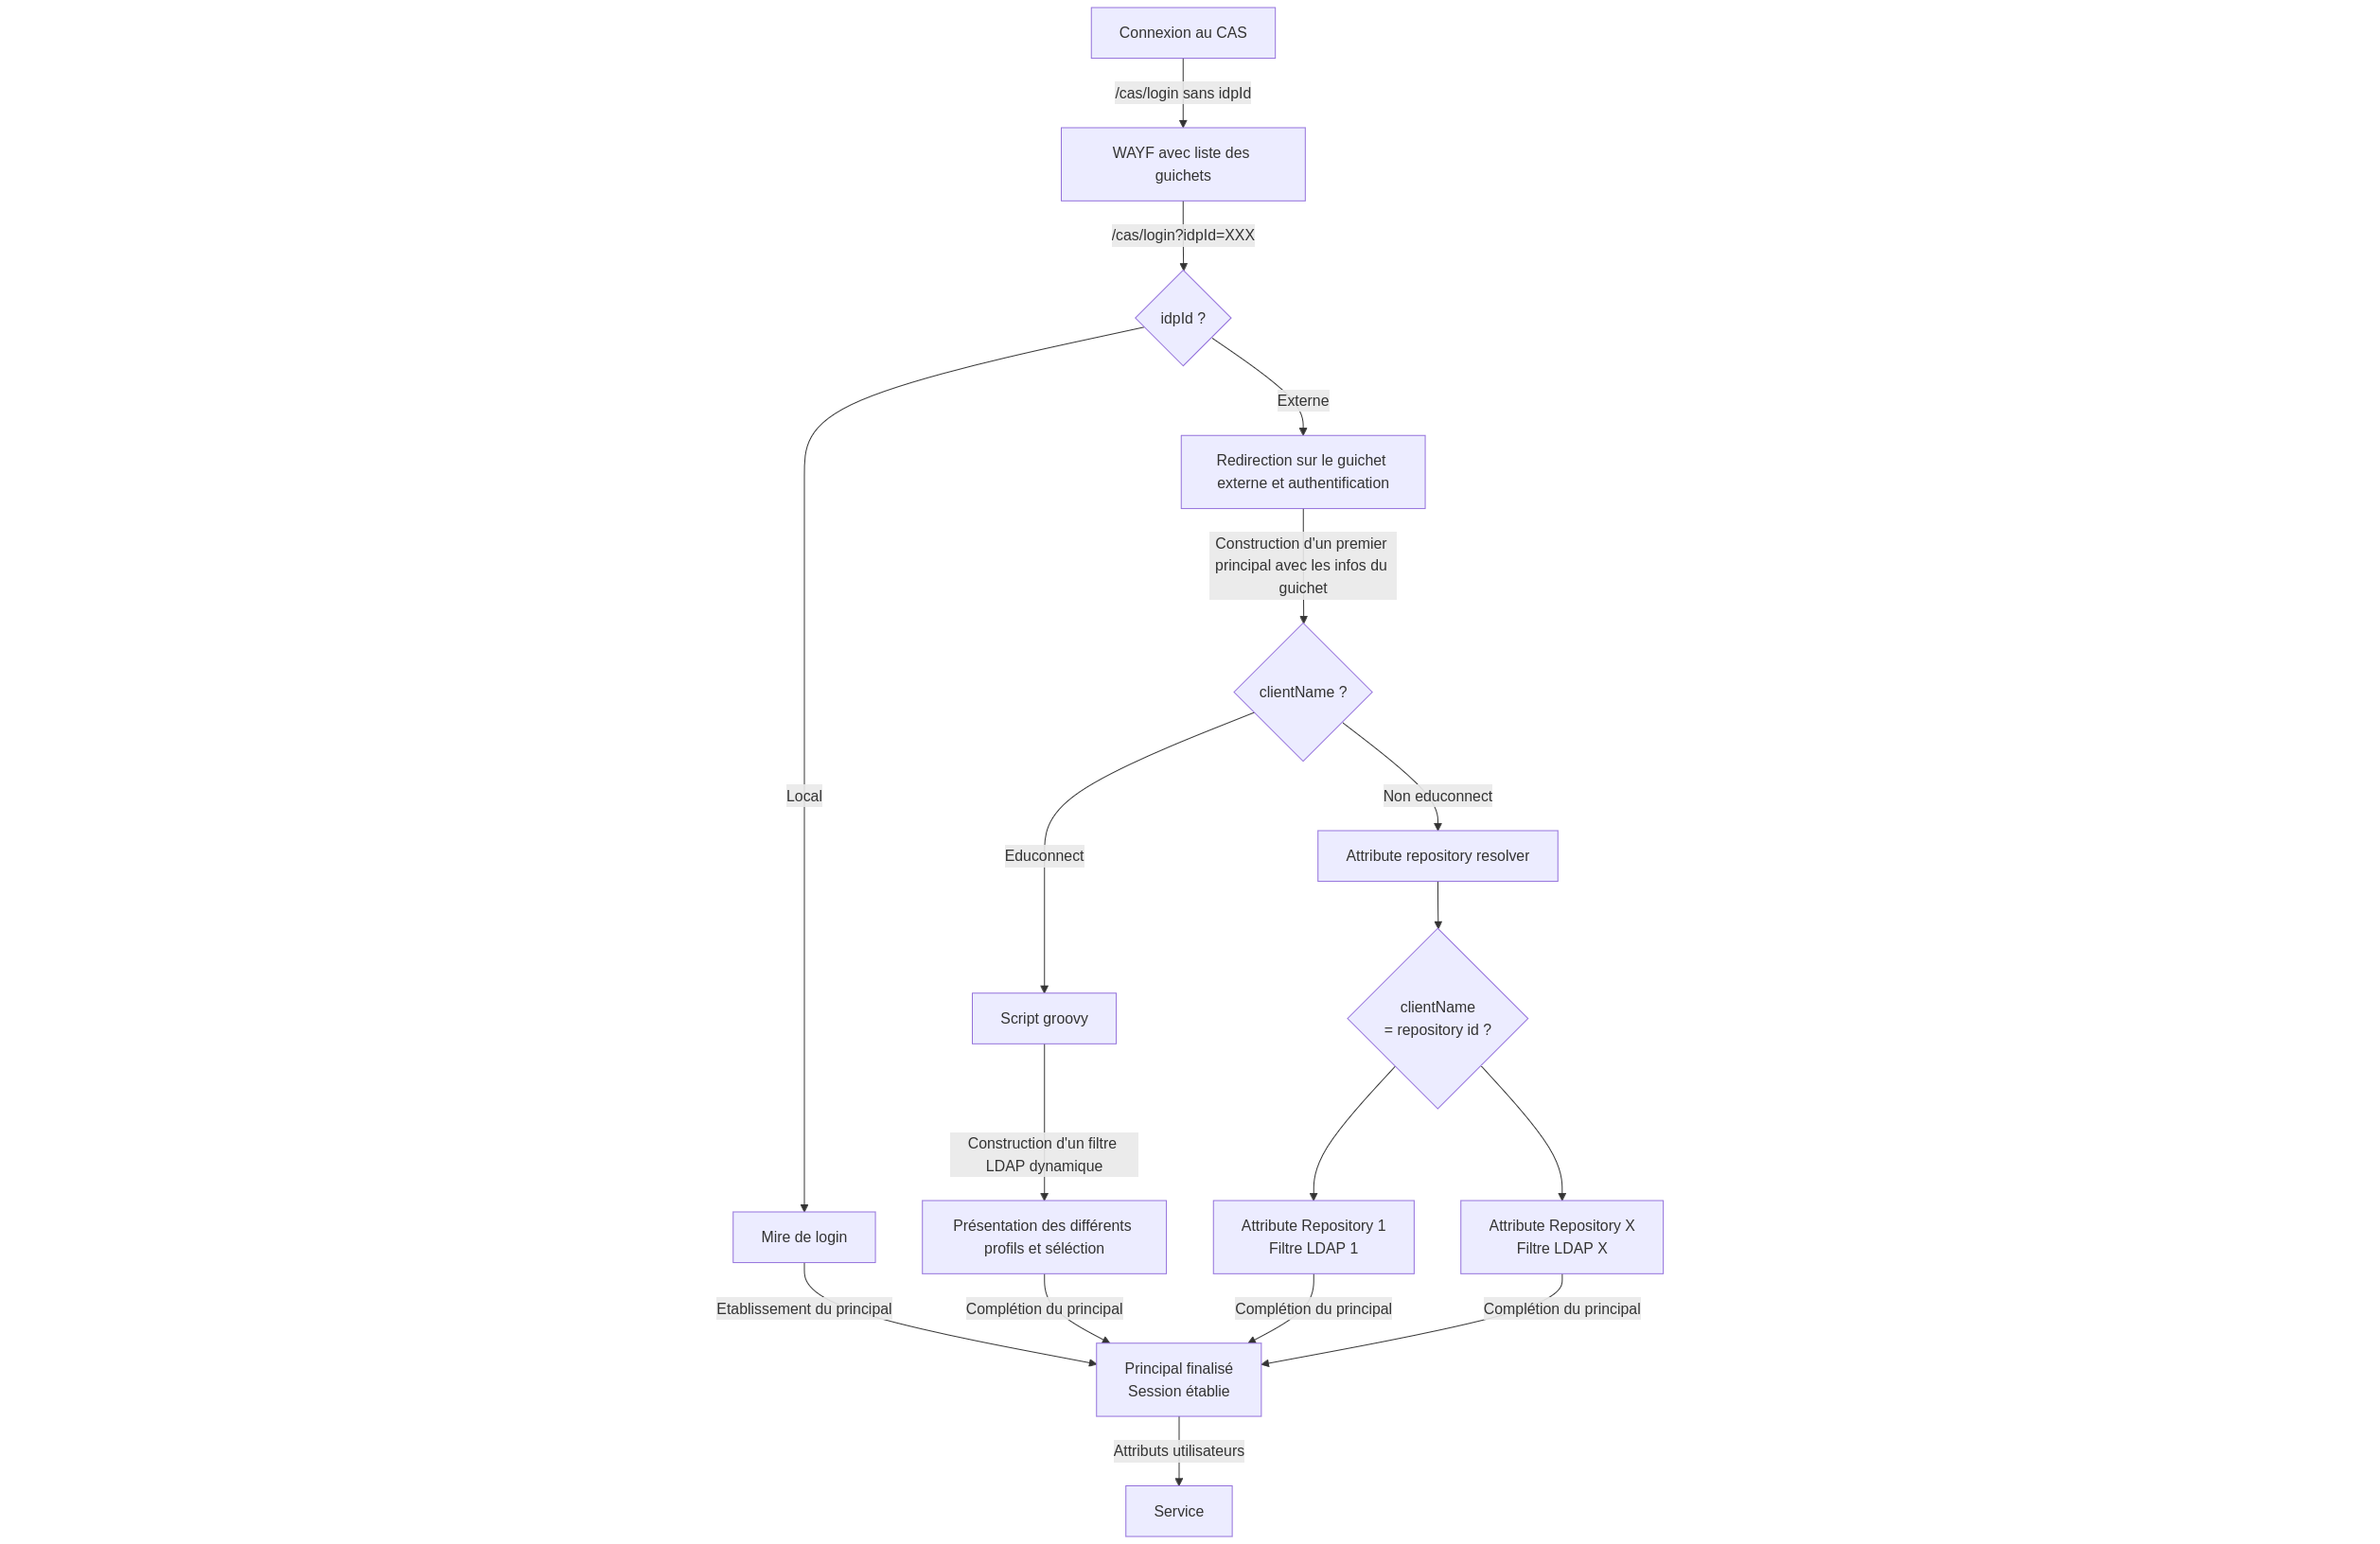 Connexion au CAS
/cas/login sans idpId
WAYF avec liste des
guichets
/cas/login?idpId=XXX
idpId ?
Externe
Redirection sur le guichet
externe et authentification
Construction d'un premier
principal avec les infos du
guichet
clientName ?
Local
Non educonnect
Educonnect
Attribute repository resolver
Script groovy
clientName
= repository id ?
Construction d'un filtre
LDAP dynamique
Mire de login
Présentation des différents
profils et séléction
Attribute Repository 1
Filtre LDAP 1
Attribute Repository X
Filtre LDAP X
Etablissement du principal
Complétion du principal
Complétion du principal
Complétion du principal
Principal finalisé
Session établie
Attributs utilisateurs
Service